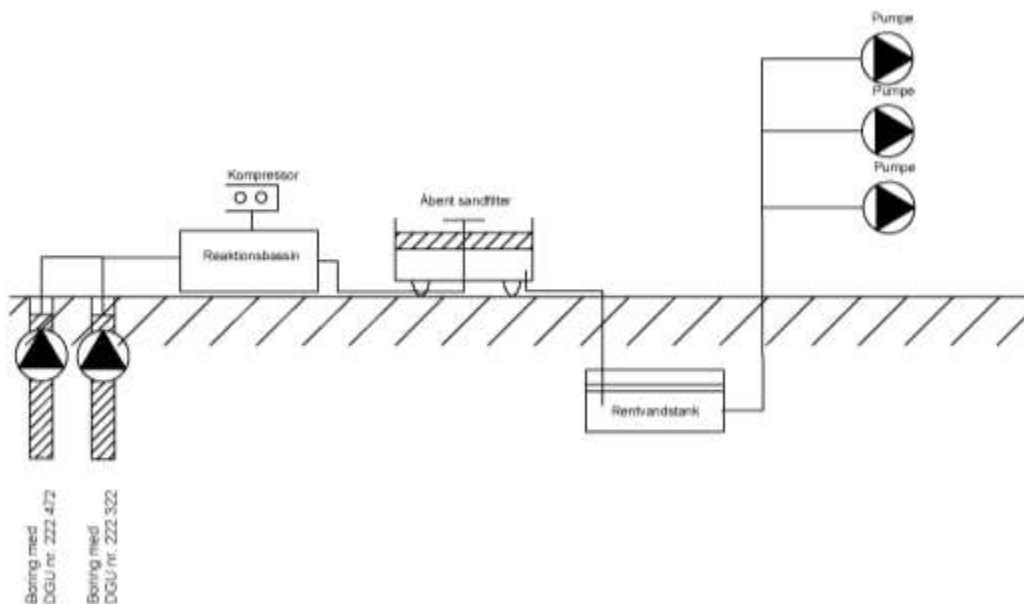 Pumpe
Pumpe
Pumpe
Kompressor
Åbent sandfilter
Reaktionsbassin
Rentvandstank
Boring med
DGU nr. 222.472
Boring med
DGU nr. 222.322